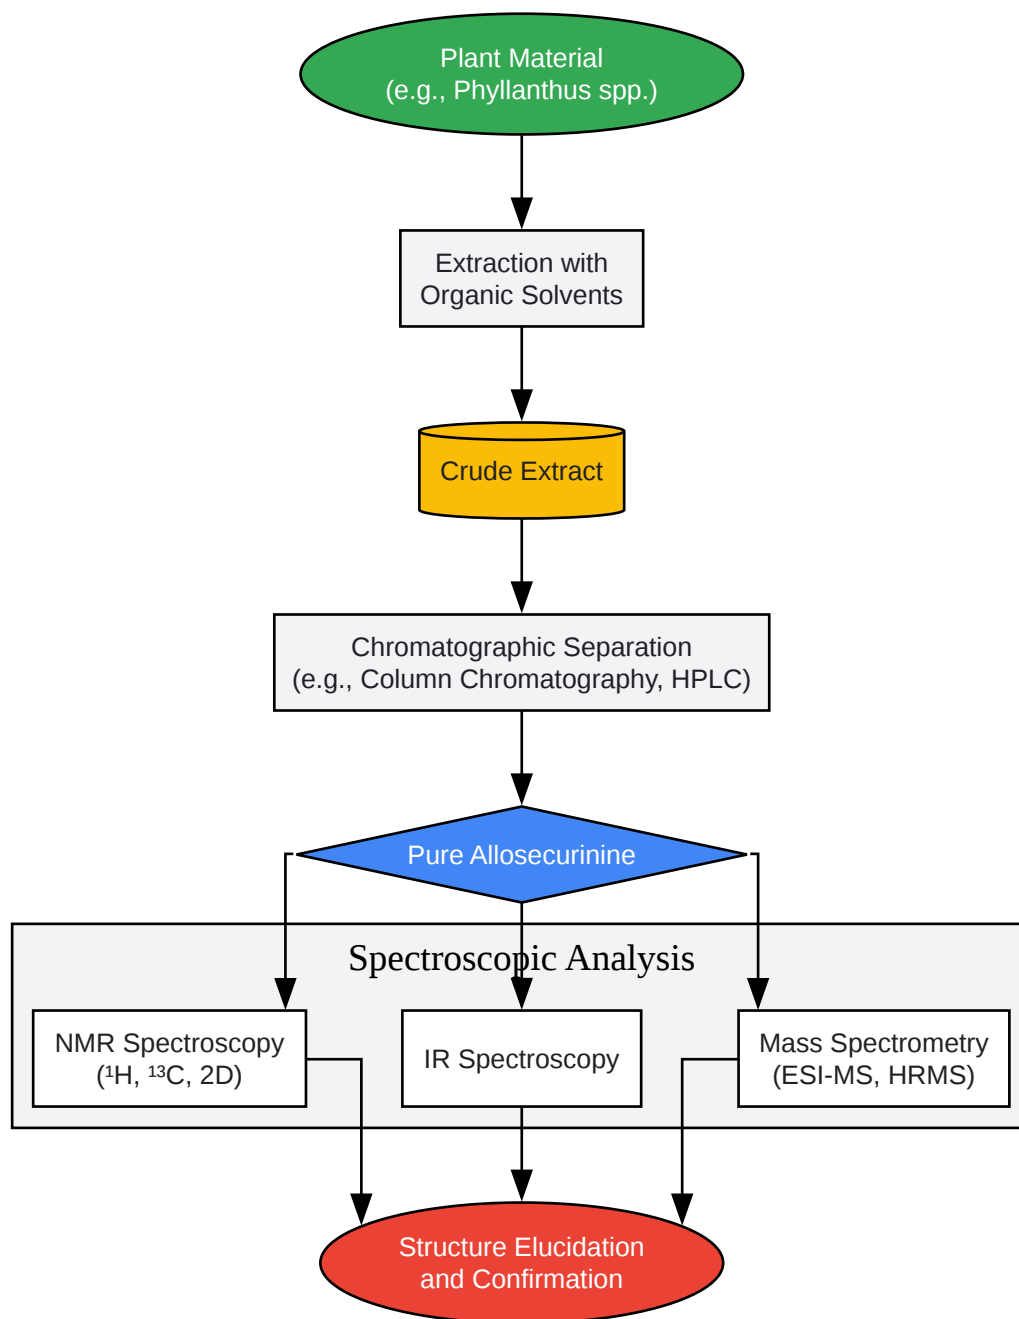 Plant Material
(e.g., Phyllanthus spp.)
Extraction with
Organic Solvents
Crude Extract
Chromatographic Separation
(e.g., Column Chromatography, HPLC)
Pure Allosecurinine
Spectroscopic Analysis
NMR Spectroscopy
(¹H, ¹³C, 2D)
IR Spectroscopy
Mass Spectrometry
(ESI-MS, HRMS)
Structure Elucidation
and Confirmation